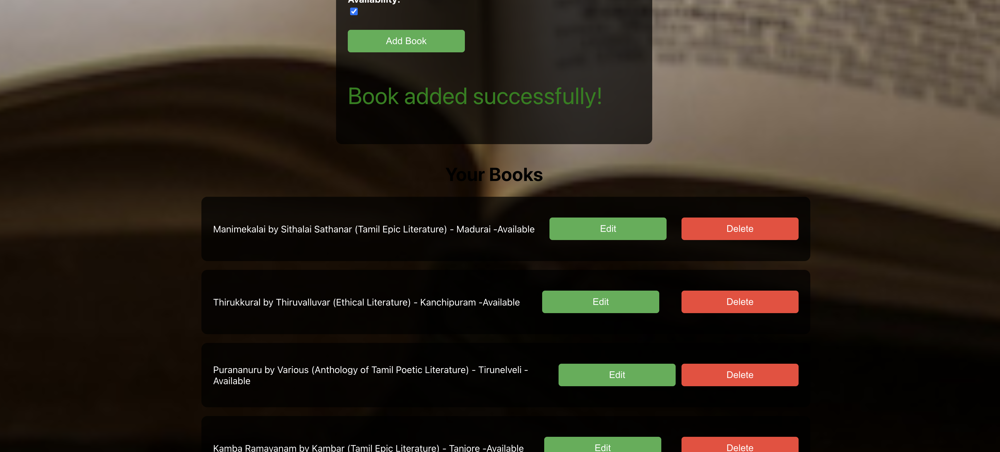 Availability:
Add Book
Book added successfully!
Your Books
Manimekalai by Sithalai Sathanar (Tamil Epic Literature) - Madurai -Available
Edit
Delete
Thirukkural by Thiruvalluvar (Ethical Literature) - Kanchipuram -Available
Edit
Delete
Purananuru by Various (Anthology of Tamil Poetic Literature) - Tirunelveli -
Available
Edit
Delete
Kamba Ramayanam by Kambar (Tamil Epic Literature) - Tanjore -Available
Edit
Delete